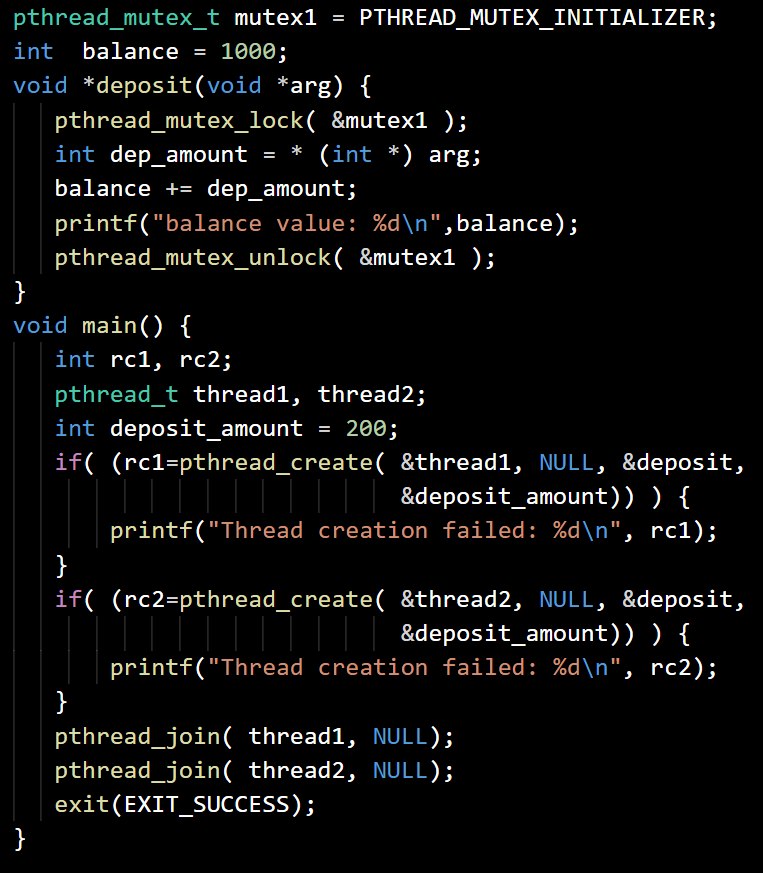 pthread_mutex_t mutex1 = PTHREAD_MUTEX_INITIALIZER;
int  balance = 1000;
void *deposit(void *arg) {
    pthread_mutex_lock( &mutex1 );
    int dep_amount = * (int *) arg;
    balance += dep_amount;
    printf("balance value: %d\n",balance);
    pthread_mutex_unlock( &mutex1 );
}
void main() {
    int rc1, rc2;
    pthread_t thread1, thread2;
    int deposit_amount = 200;
    if( (rc1=pthread_create( &thread1, NULL, &deposit,
                             &deposit_amount)) ) {
        printf("Thread creation failed: %d\n", rc1);
    }
    if( (rc2=pthread_create( &thread2, NULL, &deposit,
                             &deposit_amount)) ) {
        printf("Thread creation failed: %d\n", rc2);
    }
    pthread_join( thread1, NULL);
    pthread_join( thread2, NULL);
    exit(EXIT_SUCCESS);
}